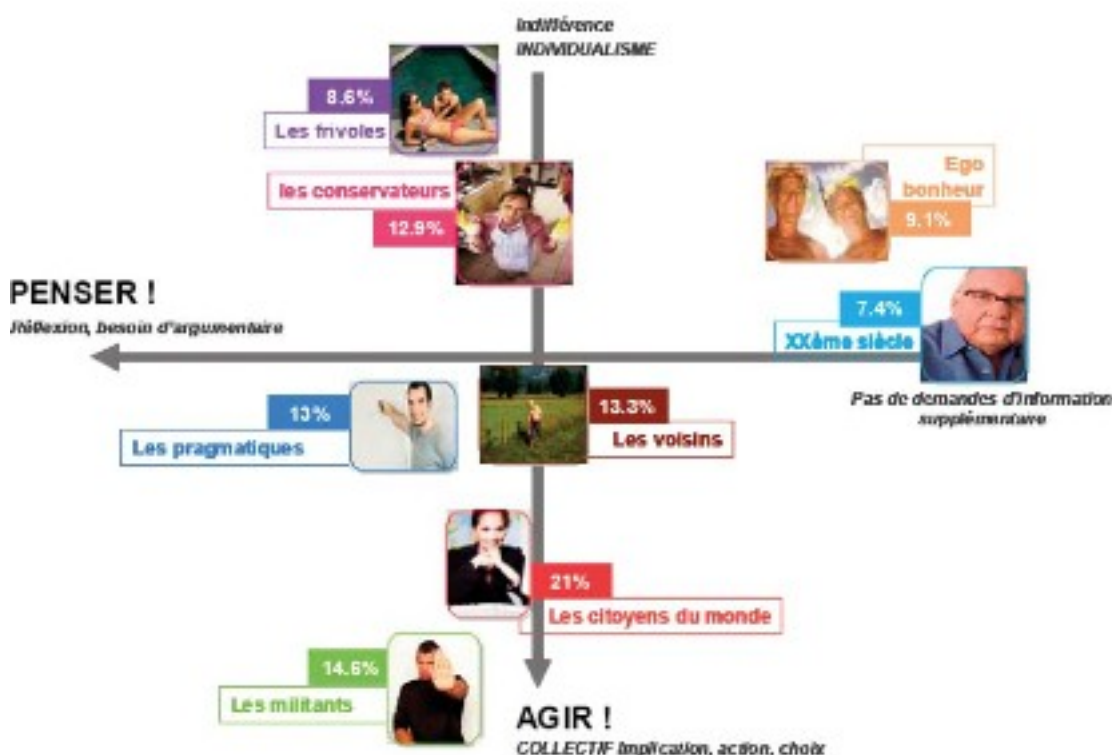 Indifférence
INDIVIDUALISME
8.6%
Les frivoles
les conservateurs
12.9%
Ego
bonheur
9.1%
PENSER !
Réflexion, besoin d'argumentaire
7.4%
XXème siècle
Pas de demandes d'information
supplémentaire
13%
Les pragmatiques
13.3%
Les voisins
21%
Les citoyens du monde
14.6%
Les militants
AGIR !
COLLECTIF Implication, action, choix